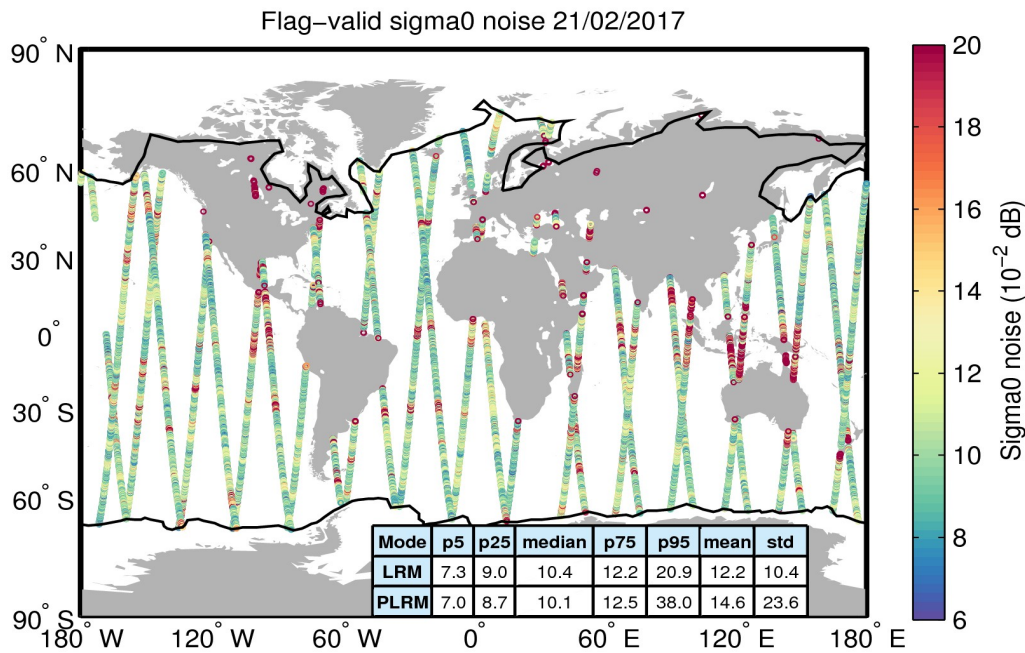 Flag−valid sigma0 noise 21/02/2017
90° N
60° N
30° N
0°
30° S
60° S
90° S
180° W 120° W 60° W 0° 60° E 120° E 180° E
Mode p5 p25 median p75 p95 mean std
LRM 7.3 9.0 10.4 12.2 20.9 12.2 10.4
PLRM 7.0 8.7 10.1 12.5 38.0 14.6 23.6
20
18
16
14
12
10
8
6
Sigma0 noise (10⁻² dB)